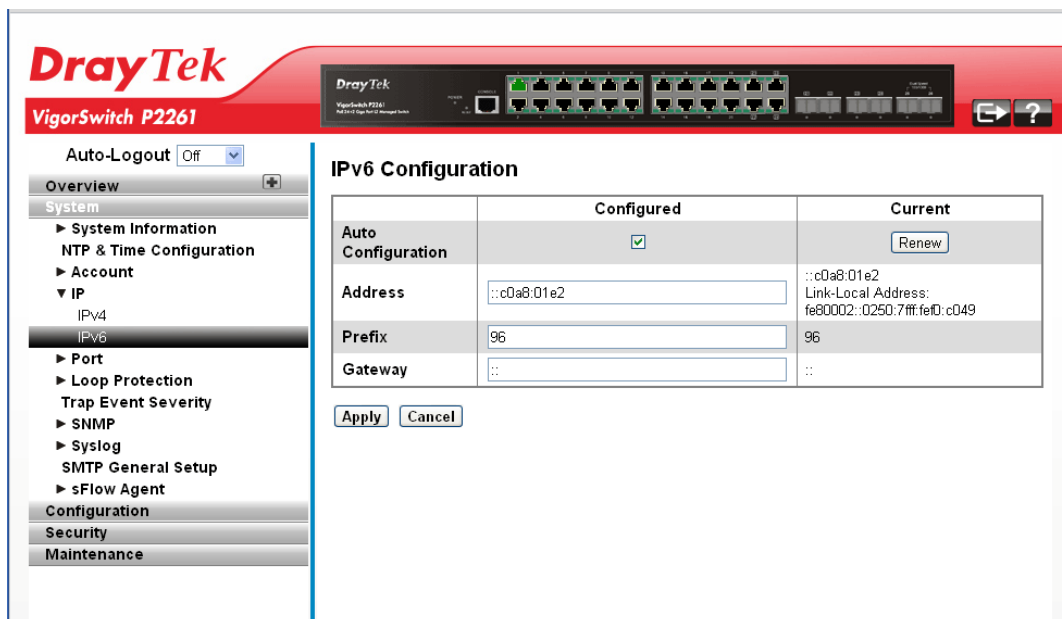 DrayTek
VigorSwitch P2261
DrayTek
VigorSwitch P2261
CONSOLE
POWER
Auto-Logout Off
Overview
System
► System Information
NTP & Time Configuration
► Account
▼ IP
IPv4
IPv6
► Port
► Loop Protection
Trap Event Severity
► SNMP
► Syslog
SMTP General Setup
► sFlow Agent
Configuration
Security
Maintenance
IPv6 Configuration
Configured Current
Auto Configuration Renew
Address ::c0a8:01e2 ::c0a8:01e2
Link-Local Address:
fe80002::0250:7fff:fef0:c049
Prefix 96 96
Gateway :: ::
Apply Cancel
?